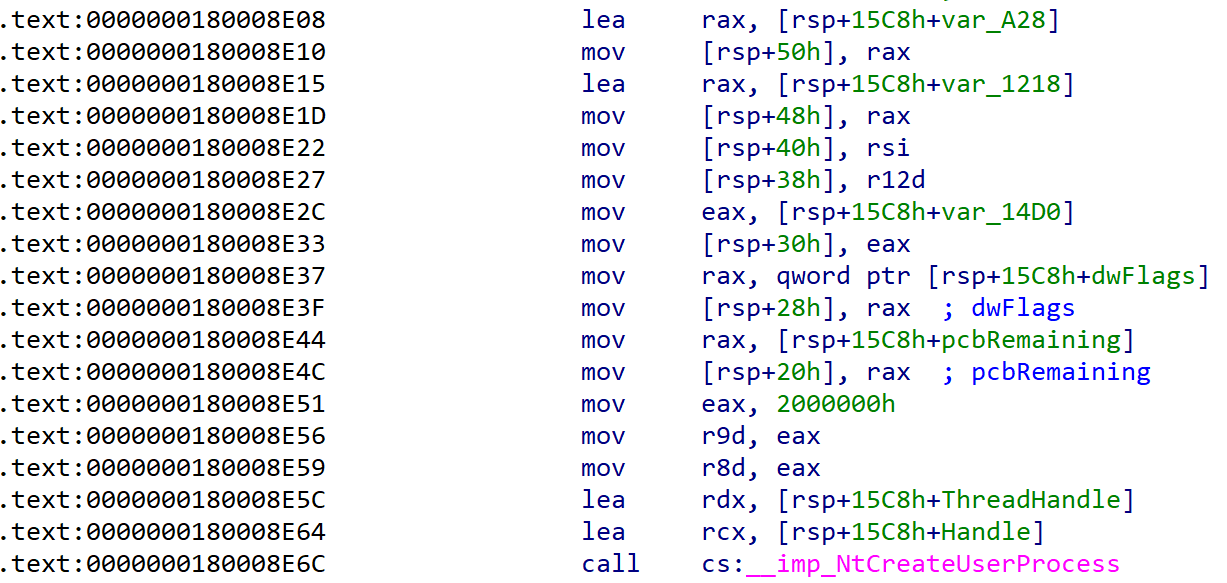 .text:0000000180008E08 lea rax, [rsp+15C8h+var_A28]
.text:0000000180008E10 mov [rsp+50h], rax
.text:0000000180008E15 lea rax, [rsp+15C8h+var_1218]
.text:0000000180008E1D mov [rsp+48h], rax
.text:0000000180008E22 mov [rsp+40h], rsi
.text:0000000180008E27 mov [rsp+38h], r12d
.text:0000000180008E2C mov eax, [rsp+15C8h+var_14D0]
.text:0000000180008E33 mov [rsp+30h], eax
.text:0000000180008E37 mov rax, qword ptr [rsp+15C8h+dwFlags]
.text:0000000180008E3F mov [rsp+28h], rax ; dwFlags
.text:0000000180008E44 mov rax, [rsp+15C8h+pcbRemaining]
.text:0000000180008E4C mov [rsp+20h], rax ; pcbRemaining
.text:0000000180008E51 mov eax, 2000000h
.text:0000000180008E56 mov r9d, eax
.text:0000000180008E59 mov r8d, eax
.text:0000000180008E5C lea rdx, [rsp+15C8h+ThreadHandle]
.text:0000000180008E64 lea rcx, [rsp+15C8h+Handle]
.text:0000000180008E6C call cs:__imp_NtCreateUserProcess